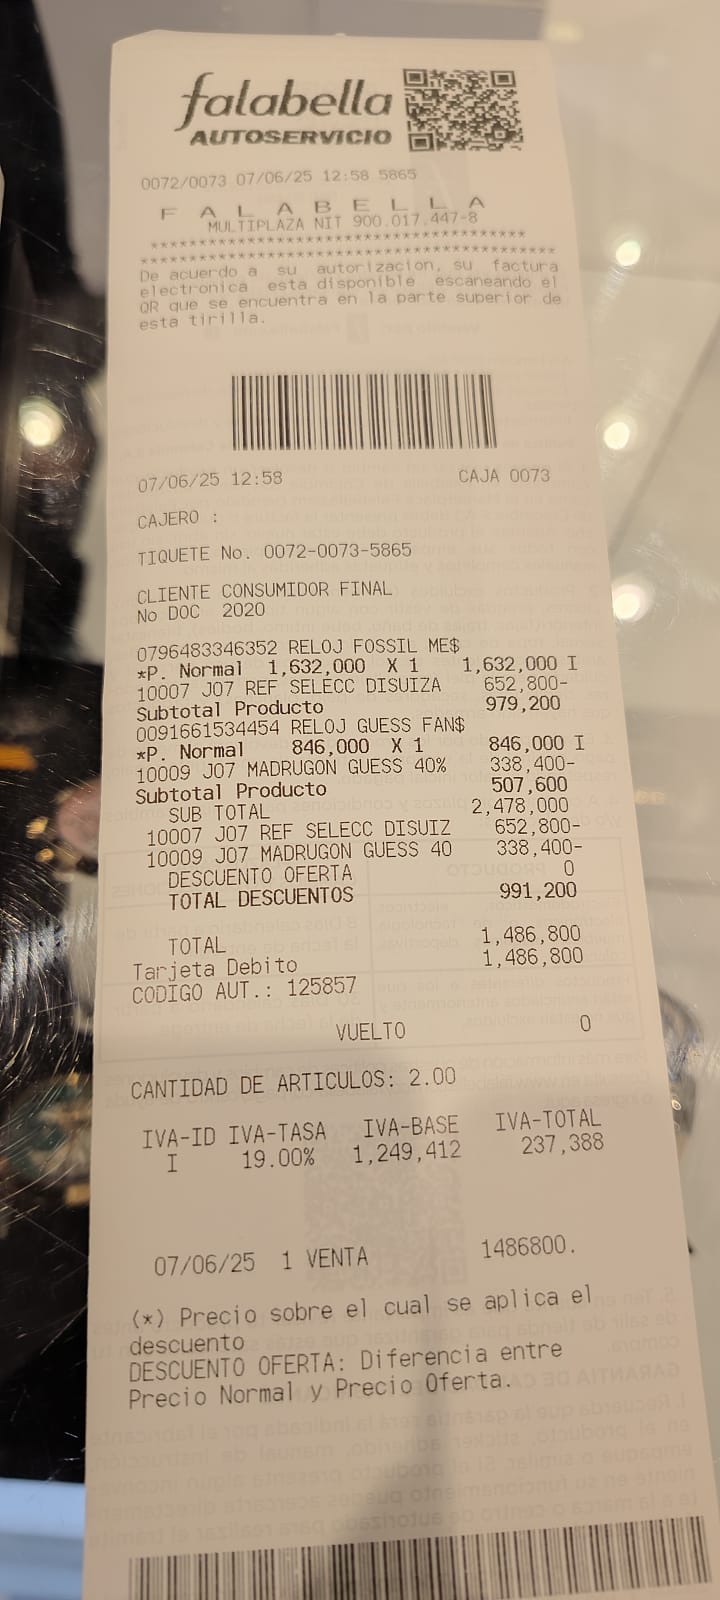 falabella
AUTOSERVICIO
0072/0073 07/06/25 12:58 5865
F A L A B E L L A
MULTIPLAZA NIT 900.017.447-8
**************************************************
******************************************************
De acuerdo a su autorizacion, su factura
electronica esta disponible escaneando el
QR que se encuentra en la parte superior de
esta tirilla.
07/06/25 12:58 CAJA 0073
CAJERO :
TIQUETE No. 0072-0073-5865
CLIENTE CONSUMIDOR FINAL
No DOC 2020
0796483346352 RELOJ FOSSIL ME$
*P. Normal 1,632,000 X 1 1,632,000 I
10007 J07 REF SELECC DISUIZA 652,800-
Subtotal Producto 979,200
0091661534454 RELOJ GUESS FAN$
*P. Normal 846,000 X 1 846,000 I
10009 J07 MADRUGON GUESS 40% 338,400-
Subtotal Producto 507,600
SUB TOTAL 2,478,000
10007 J07 REF SELECC DISUIZ 652,800-
10009 J07 MADRUGON GUESS 40 338,400-
DESCUENTO OFERTA 0
TOTAL DESCUENTOS 991,200
TOTAL 1,486,800
Tarjeta Debito 1,486,800
CODIGO AUT.: 125857
VUELTO 0
CANTIDAD DE ARTICULOS: 2.00
IVA-ID IVA-TASA IVA-BASE IVA-TOTAL
I 19.00% 1,249,412 237,388
07/06/25 1 VENTA 1486800.
(*) Precio sobre el cual se aplica el
descuento
DESCUENTO OFERTA: Diferencia entre
Precio Normal y Precio Oferta.